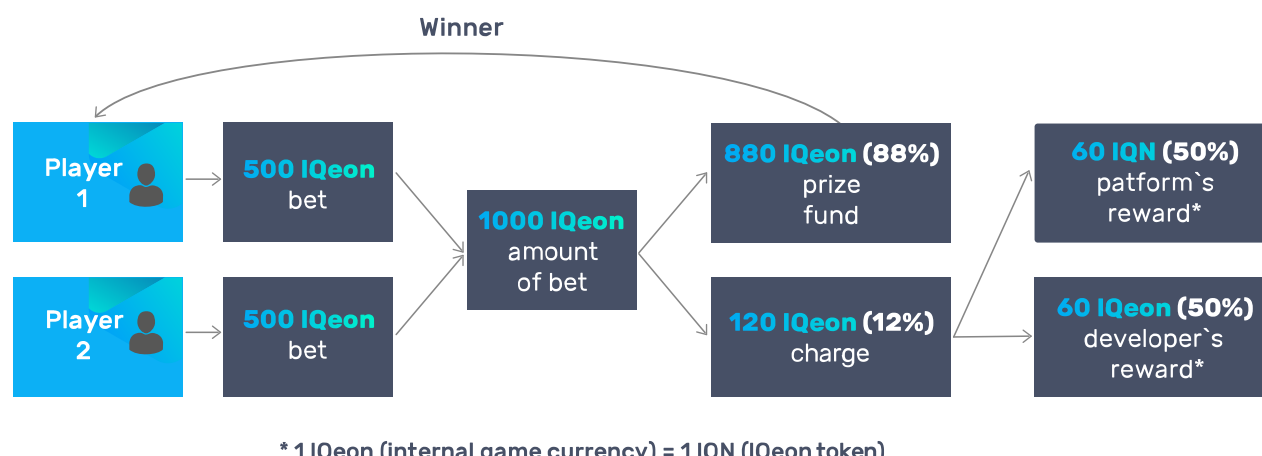 Winner
Player
1
500 IQeon
bet
Player
2
500 IQeon
bet
1000 IQeon
amount
of bet
880 IQeon (88%)
prize
fund
120 IQeon (12%)
charge
60 IQN (50%)
patform`s
reward*
60 IQeon (50%)
developer`s
reward*
* 1 IQeon (internal game currency) = 1 IQN (IQeon token)